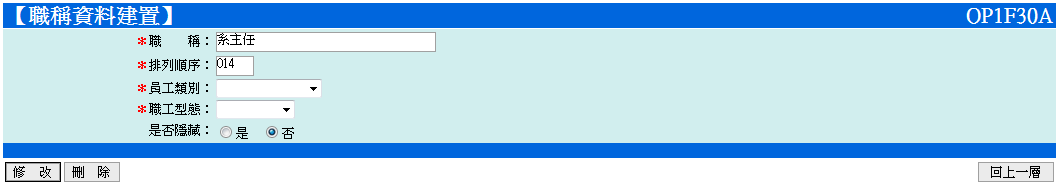 【職稱資料建置】 OP1F30A
*職 稱：系主任
*排列順序：014
*員工類別：
*職工型態：
是否隱藏： 是 否
修 改 刪 除 回上一層